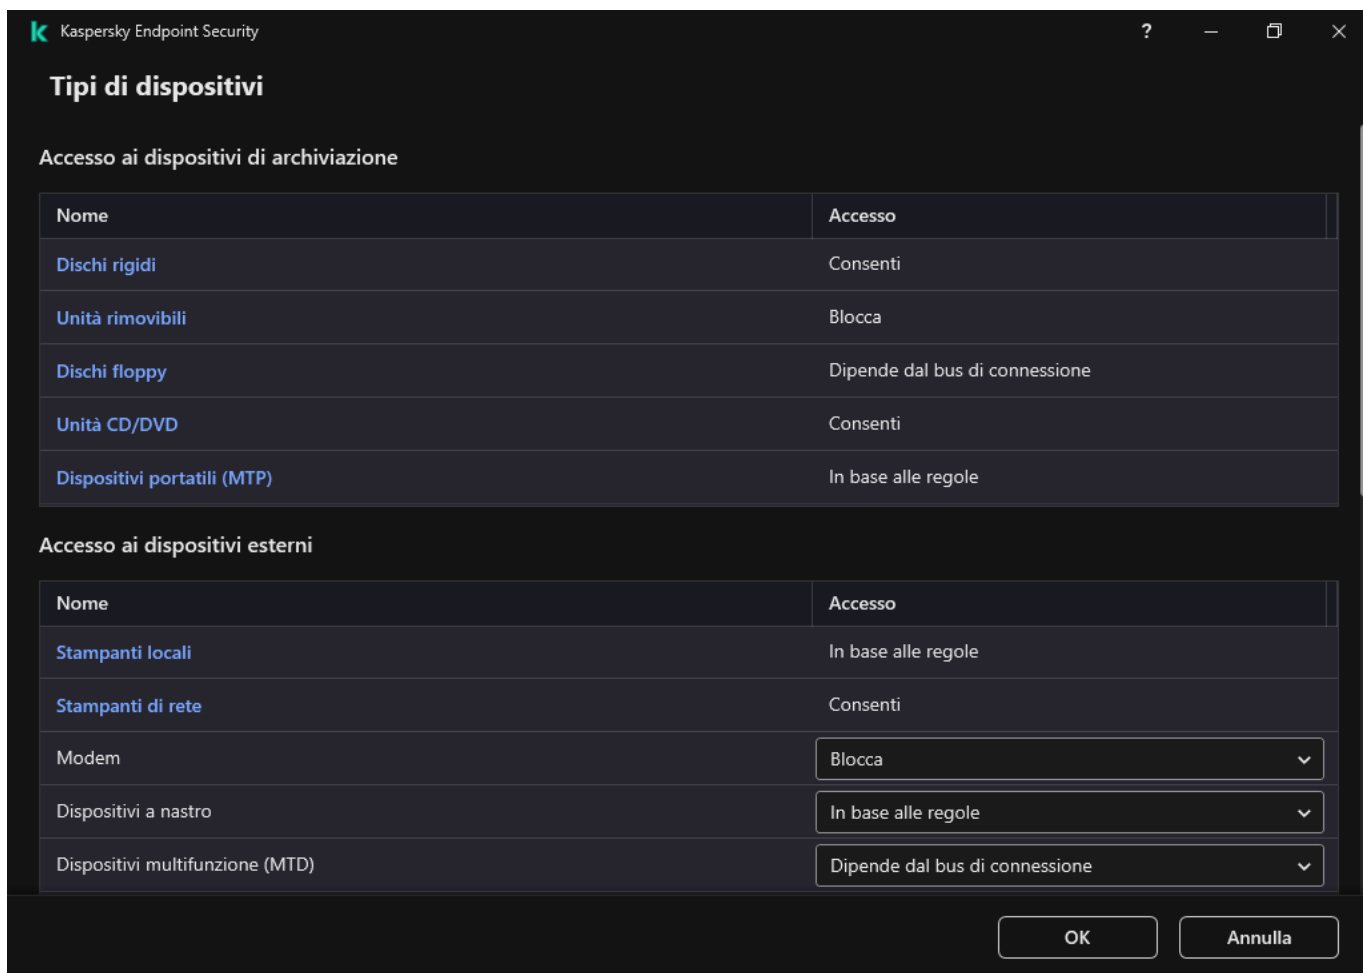 Kaspersky Endpoint Security ?
Tipi di dispositivi
Accesso ai dispositivi di archiviazione
Nome Accesso
Dischi rigidi Consenti
Unità rimovibili Blocca
Dischi floppy Dipende dal bus di connessione
Unità CD/DVD Consenti
Dispositivi portatili (MTP) In base alle regole
Accesso ai dispositivi esterni
Nome Accesso
Stampanti locali In base alle regole
Stampanti di rete Consenti
Modem Blocca
Dispositivi a nastro In base alle regole
Dispositivi multifunzione (MTD) Dipende dal bus di connessione
OK Annulla